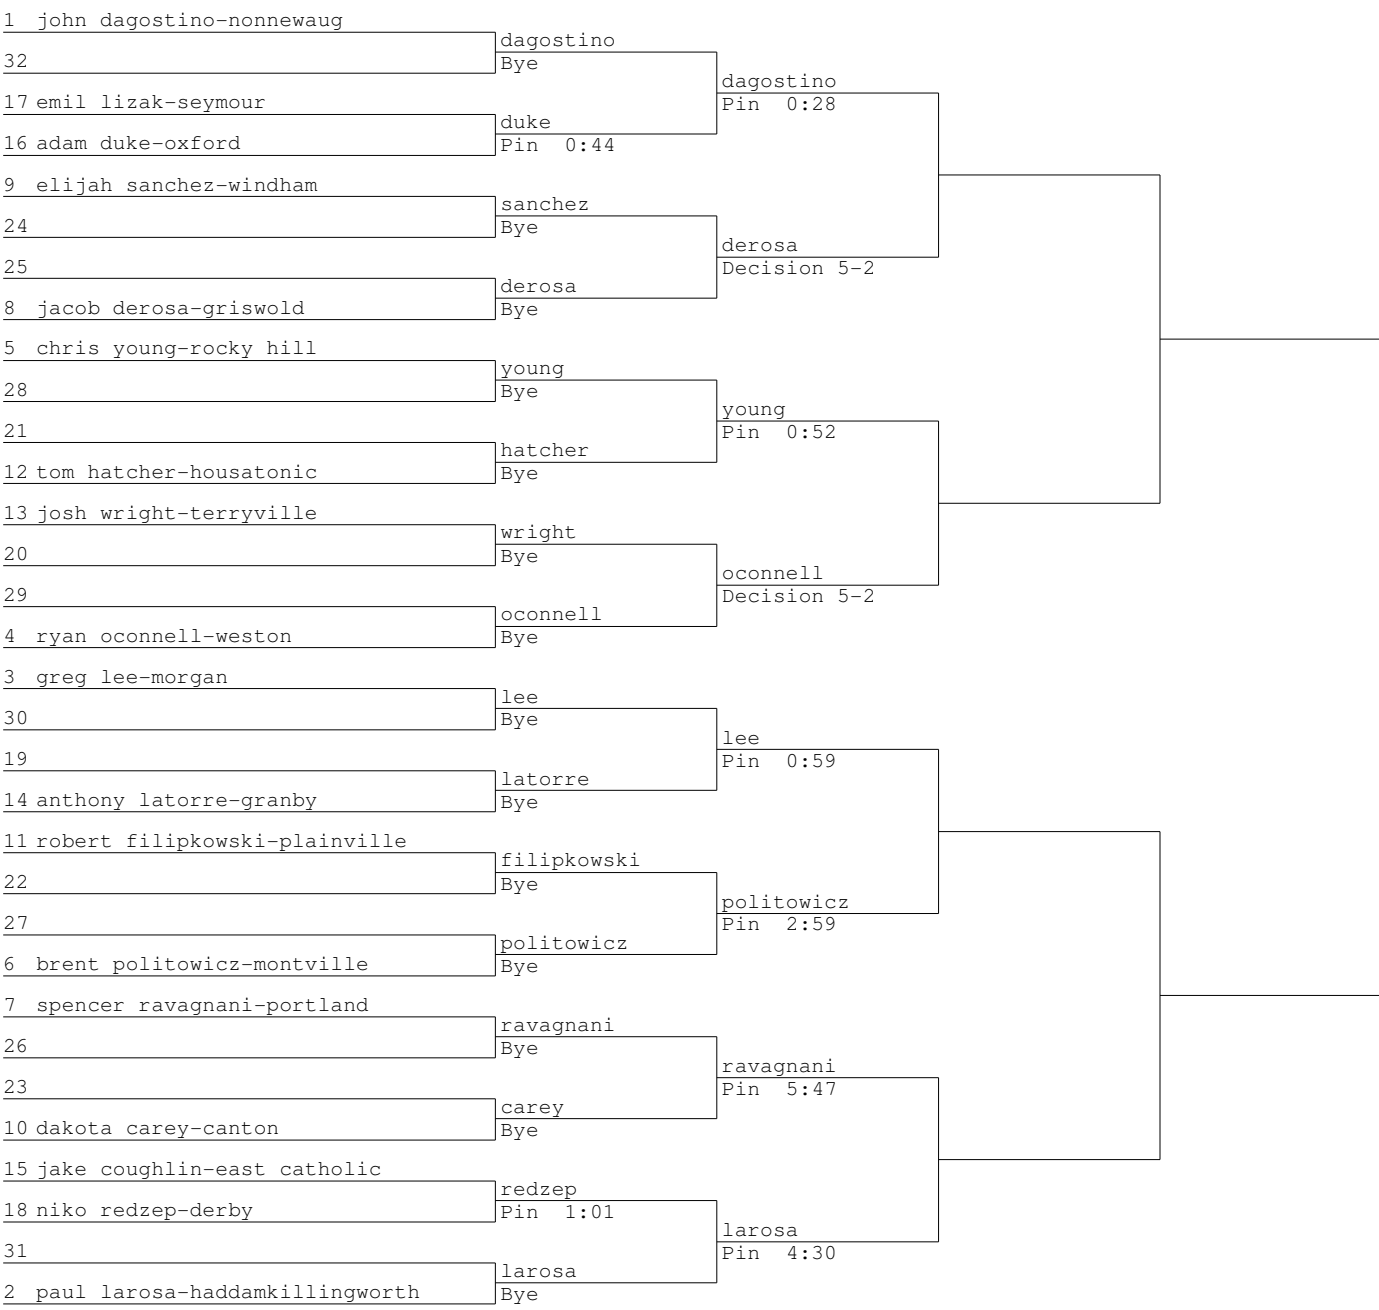 1 john dagostino-nonnewaug
dagostino
32
Bye
dagostino
17 emil lizak-seymour
Pin 0:28
duke
16 adam duke-oxford
Pin 0:44
9 elijah sanchez-windham
sanchez
24
Bye
derosa
25
Decision 5-2
derosa
8 jacob derosa-griswold
Bye
5 chris young-rocky hill
young
28
Bye
young
21
Pin 0:52
hatcher
12 tom hatcher-housatonic
Bye
13 josh wright-terryville
wright
20
Bye
oconnell
29
Decision 5-2
oconnell
4 ryan oconnell-weston
Bye
3 greg lee-morgan
lee
30
Bye
lee
19
Pin 0:59
latorre
14 anthony latorre-granby
Bye
11 robert filipkowski-plainville
filipkowski
22
Bye
politowicz
27
Pin 2:59
politowicz
6 brent politowicz-montville
Bye
7 spencer ravagnani-portland
ravagnani
26
Bye
ravagnani
23
Pin 5:47
carey
10 dakota carey-canton
Bye
15 jake coughlin-east catholic
redzep
18 niko redzep-derby
Pin 1:01
larosa
31
Pin 4:30
larosa
2 paul larosa-haddamkillingworth
Bye